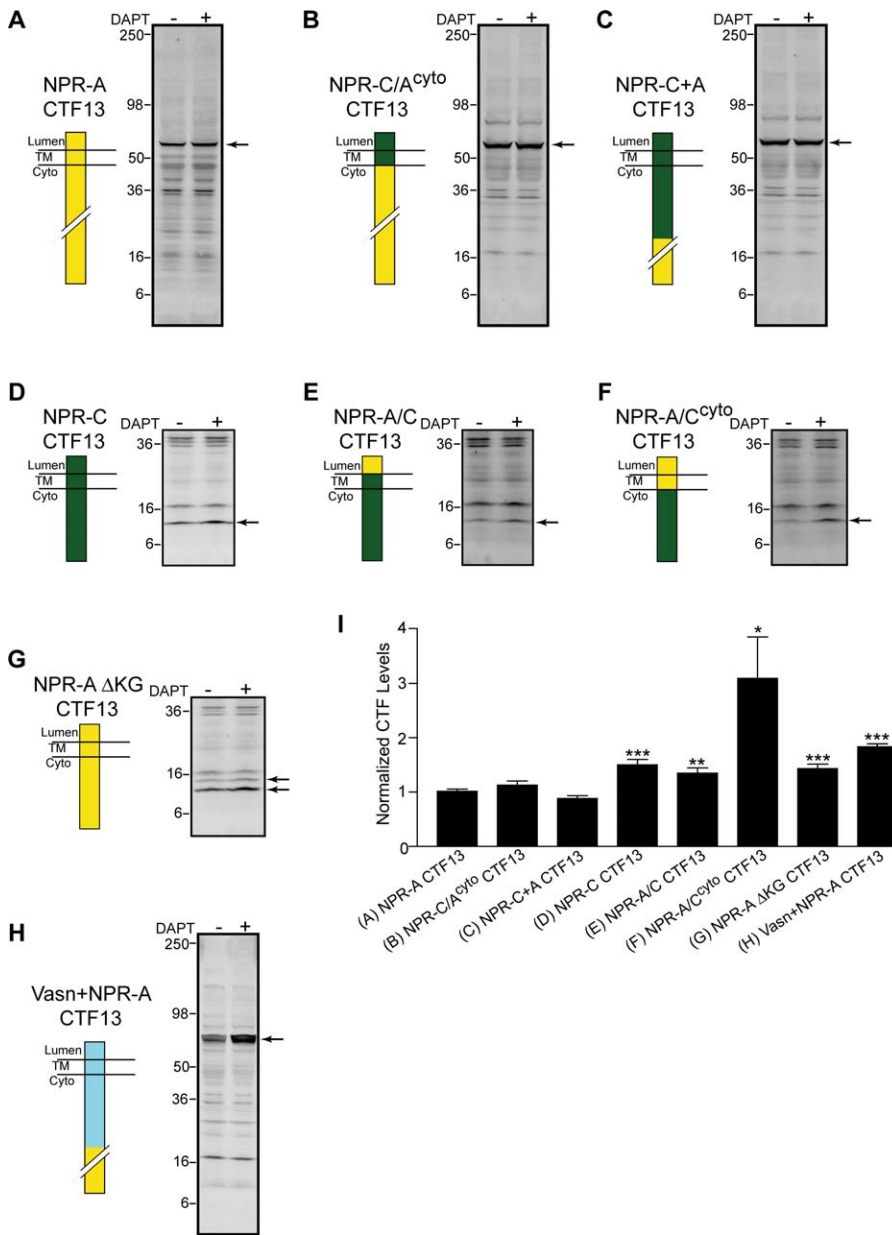 A
NPR-A
CTF13
Lumen
TM
Cyto
DAPT - +
250
98
50
36
16
6
B
NPR-C/Acyto
CTF13
Lumen
TM
Cyto
DAPT - +
250
98
50
36
16
6
C
NPR-C+A
CTF13
Lumen
TM
Cyto
DAPT - +
250
98
50
36
16
6
D
NPR-C
CTF13
Lumen
TM
Cyto
DAPT - +
36
16
6
E
NPR-A/C
CTF13
Lumen
TM
Cyto
DAPT - +
36
16
6
F
NPR-A/Ccyto
CTF13
Lumen
TM
Cyto
DAPT - +
36
16
6
G
NPR-A ΔKG
CTF13
Lumen
TM
Cyto
DAPT - +
36
16
6
H
Vasn+NPR-A
CTF13
Lumen
TM
Cyto
DAPT - +
250
98
50
36
16
6
I
Normalized CTF Levels
4
3
2
1
0
***
**
*
***
***
(A) NPR-A CTF13
(B) NPR-C/Acyto CTF13
(C) NPR-C+A CTF13
(D) NPR-C CTF13
(E) NPR-A/C CTF13
(F) NPR-A/Ccyto CTF13
(G) NPR-A ΔKG CTF13
(H) Vasn+NPR-A CTF13